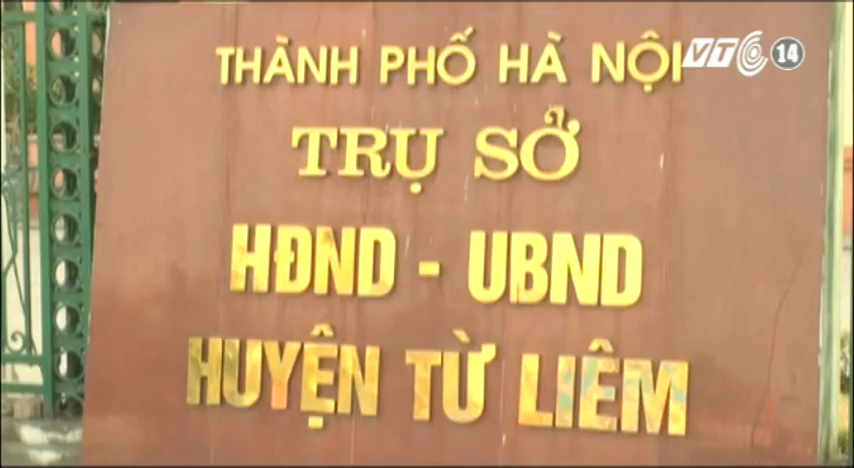 THÀNH PHỐ HÀ NỘI
VTC 14
TRỤ SỞ
HĐND - UBND
HUYỆN TỪ LIÊM